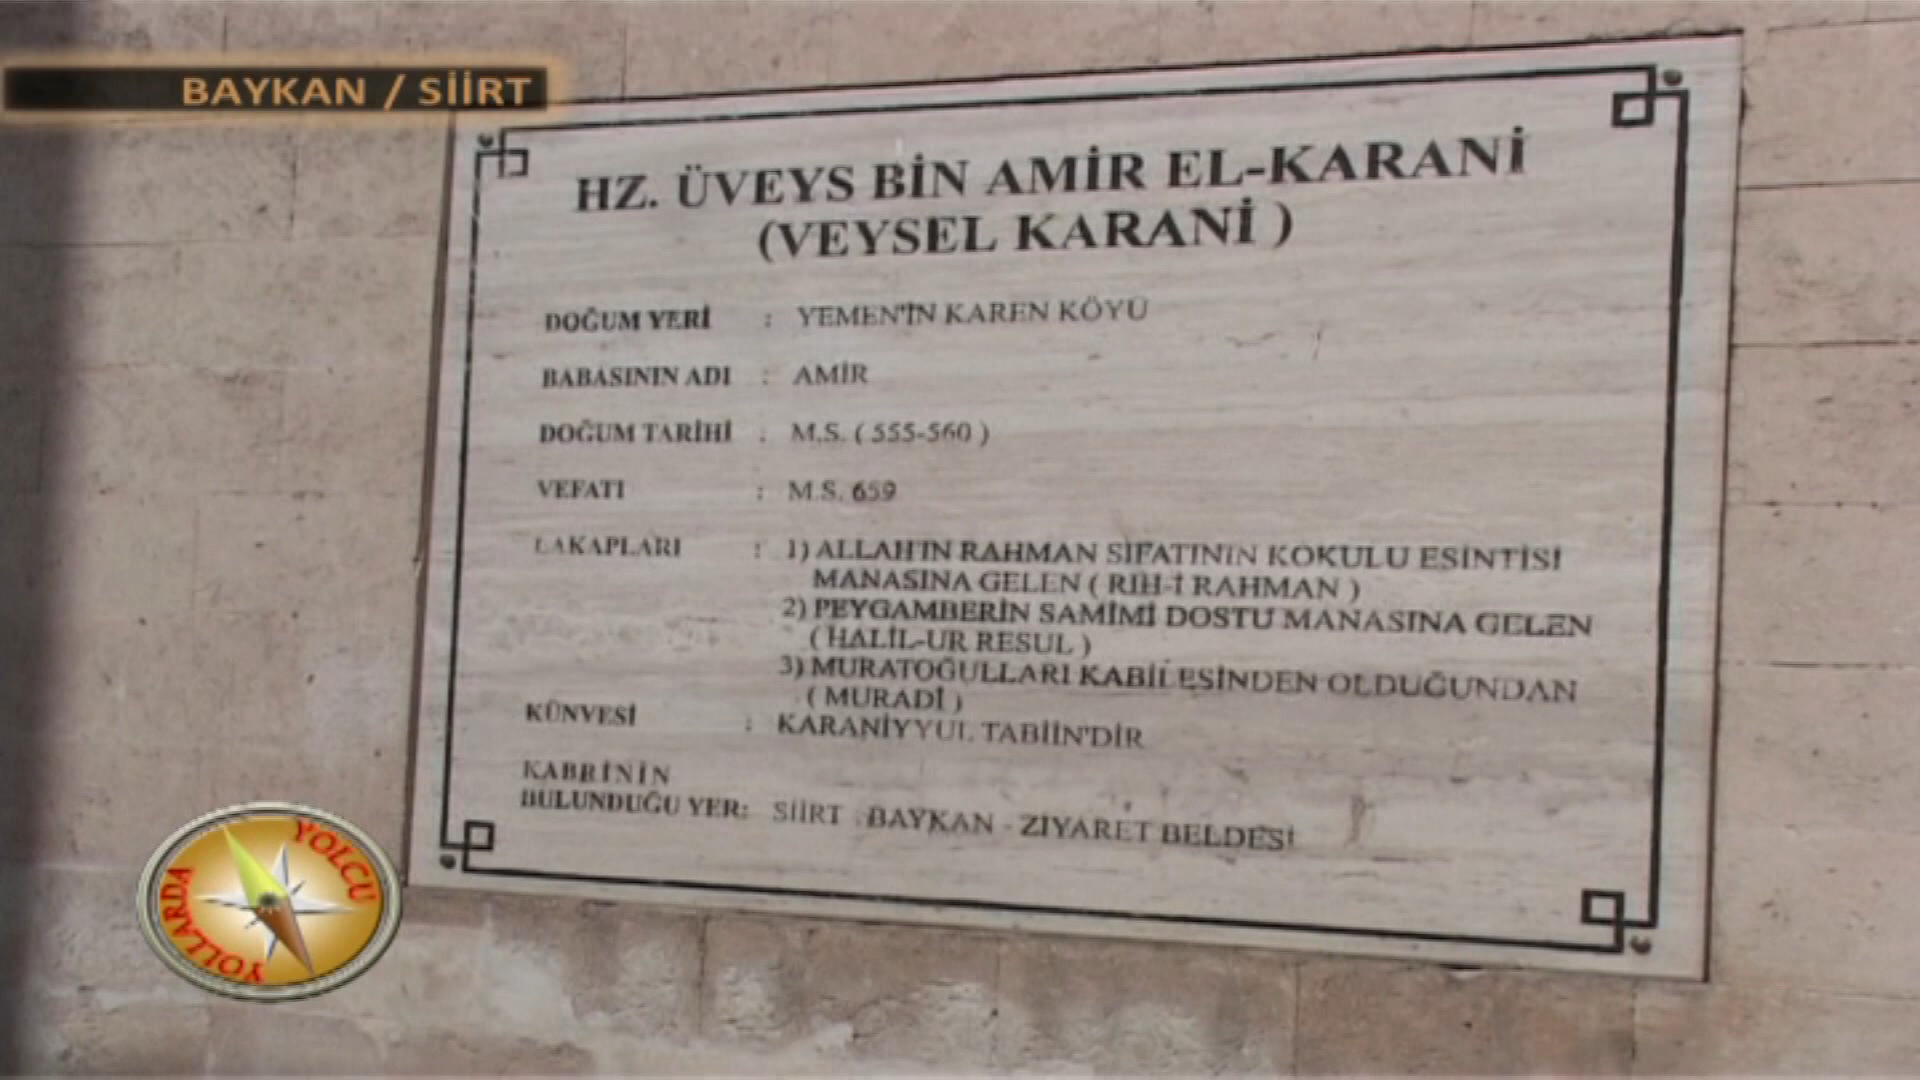 BAYKAN / SİİRT
HZ. ÜVEYS BİN AMİR EL-KARANİ
(VEYSEL KARANİ )
DOĞUM YERİ : YEMEN'İN KAREN KÖYÜ
BABASININ ADI : AMİR
DOĞUM TARİHİ : M.S. ( 555-560 )
VEFATI : M.S. 659
LAKAPLARI : 1) ALLAH'IN RAHMAN SIFATININ KOKULU ESİNTİSİ
MANASINA GELEN ( RIH-İ RAHMAN )
2) PEYGAMBERİN SAMİMİ DOSTU MANASINA GELEN
( HALİL-UR RESUL )
3) MURATOĞULLARI KABİLESİNDEN OLDUĞUNDAN
( MURADİ )
KÜNVESİ : KARANİYYUL TABİİN'DİR
KABRİNİN
BULUNDUĞU YER: SİİRT - BAYKAN - ZİYARET BELDESİ
YOLCU
YOLLARDA